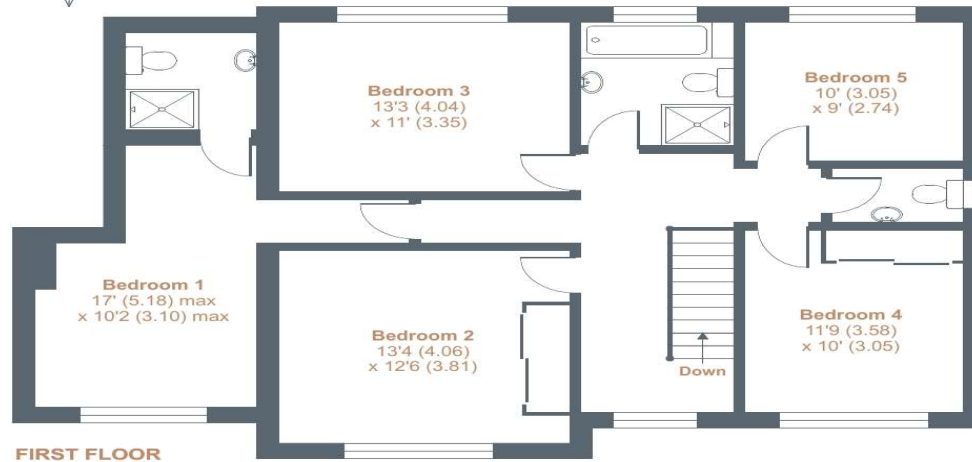 Bedroom 3
13'3 (4.04)
x 11' (3.35)
Bedroom 5
10' (3.05)
x 9' (2.74)
Bedroom 1
17' (5.18) max
x 10'2 (3.10) max
Bedroom 2
13'4 (4.06)
x 12'6 (3.81)
Bedroom 4
11'9 (3.58)
x 10' (3.05)
Down
FIRST FLOOR